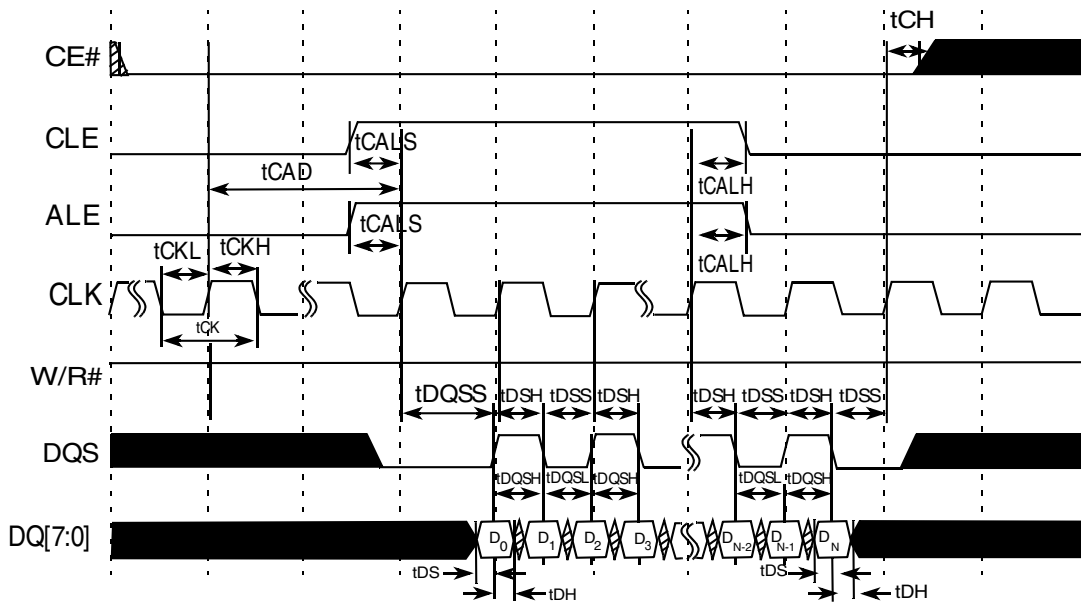 tCH
CE#
CLE
tCALS
tCAD
tCALH
ALE
tCALS
tCKL tCKH
tCALH
CLK
tCK
W/R#
tDQSS tDSH tDSS tDSH tDSH tDSS tDSH tDSS
DQS
tDQSH tDQSL tDQSH tDQSL tDQSH
DQ[7:0] D0 D1 D2 D3 DN-2 DN-1 DN
tDS tDS
tDH tDH